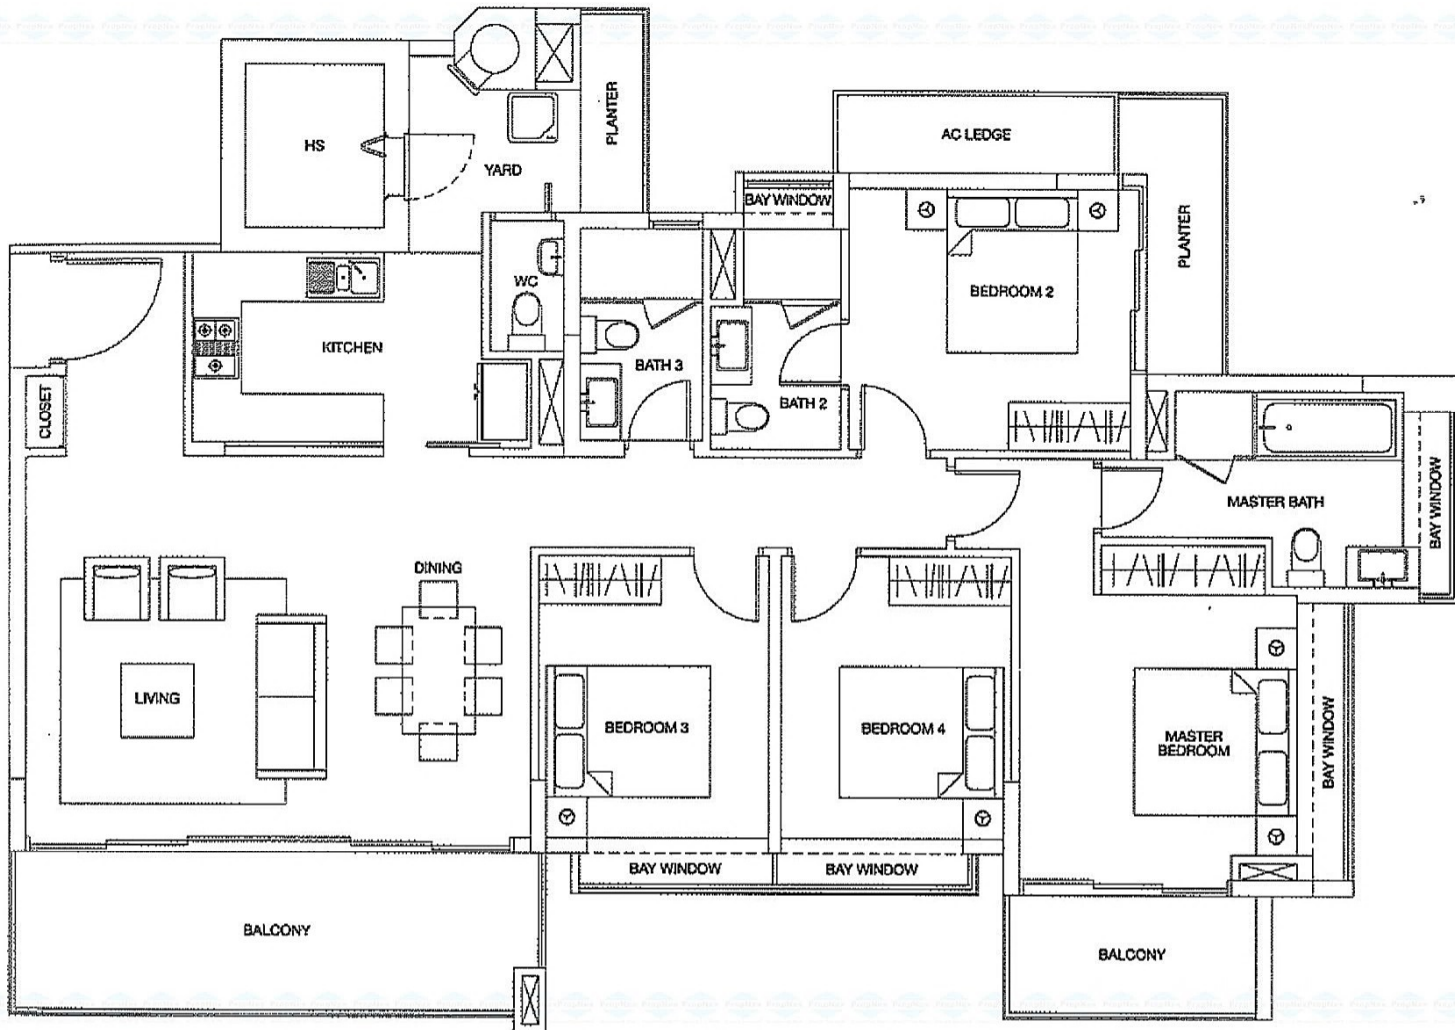 HS
YARD
PLANTER
AC LEDGE
BAY WINDOW
PLANTER
BEDROOM 2
WC
KITCHEN
BATH 3
BATH 2
CLOSET
MASTER BATH
BAY WINDOW
DINING
LIVING
BEDROOM 3
BEDROOM 4
MASTER
BEDROOM
BAY WINDOW
BAY WINDOW
BAY WINDOW
BALCONY
BALCONY